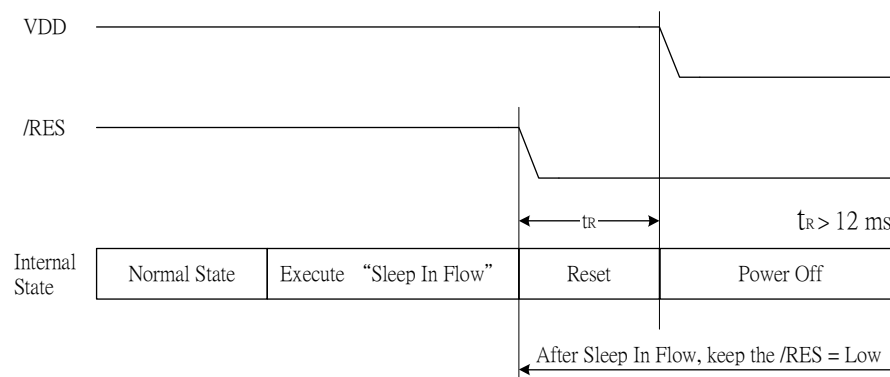 VDD
/RES
tR
tR > 12 ms
Internal
State
Normal State
Execute “Sleep In Flow”
Reset
Power Off
After Sleep In Flow, keep the /RES = Low